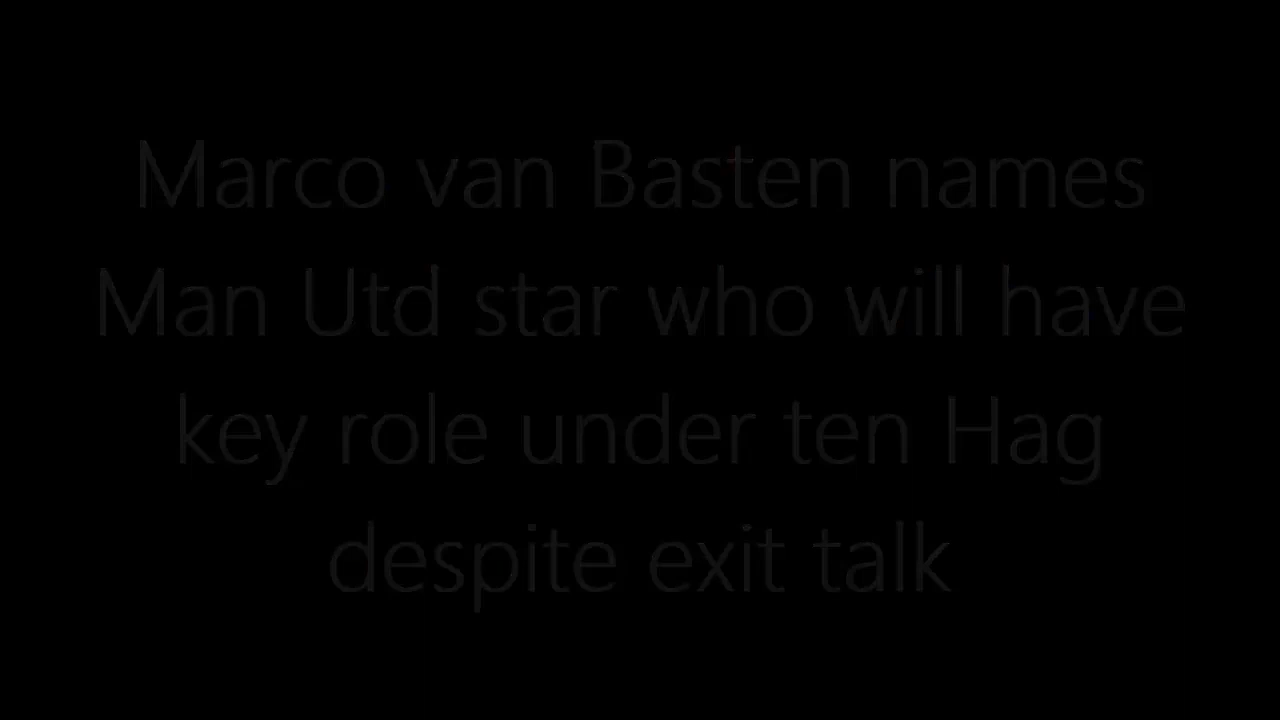 Marco van Basten names
Man Utd star who will have
key role under ten Hag
despite exit talk